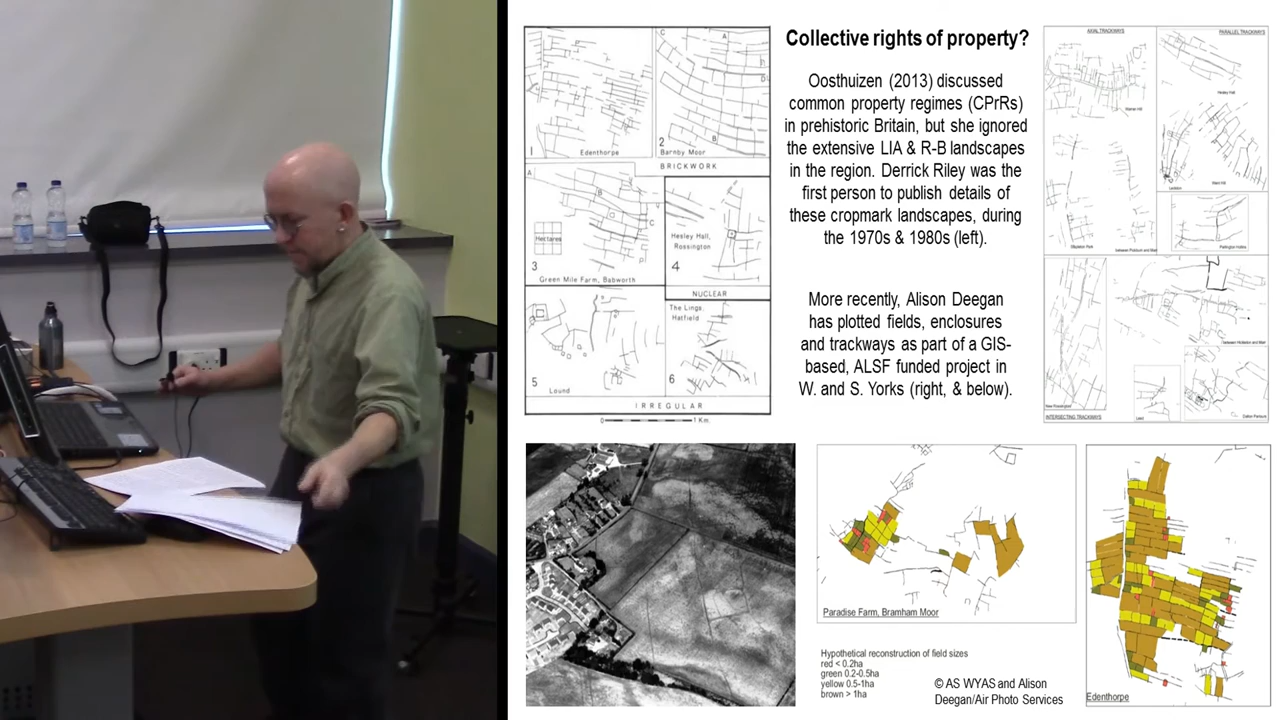 Collective rights of property?
Oosthuizen (2013) discussed
common property regimes (CPrRs)
in prehistoric Britain, but she ignored
the extensive LIA & R-B landscapes
in the region. Derrick Riley was the
first person to publish details of
these cropmark landscapes, during
the 1970s & 1980s (left).
More recently, Alison Deegan
has plotted fields, enclosures
and trackways as part of a GIS-
based, ALSF funded project in
W. and S. Yorks (right, & below).
1 Edenthorpe
2
Barnby Moor
BRICKWORK
Hectares
3
Green Mile Farm, Babworth
Hesley Hall,
Rossington
4
NUCLEAR
5 Lound
The Lings,
Hatfield
6
IRREGULAR
0 1 Km.
AXIAL TRACKWAYS
PARALLEL TRACKWAYS
Hesley Hall
INTERSECTING TRACKWAYS
Paradise Farm, Bramham Moor
Edenthorpe
Hypothetical reconstruction of field sizes
red < 0.2ha
green 0.2-0.5ha
yellow 0.5-1ha
brown > 1ha
© AS WYAS and Alison
Deegan/Air Photo Services